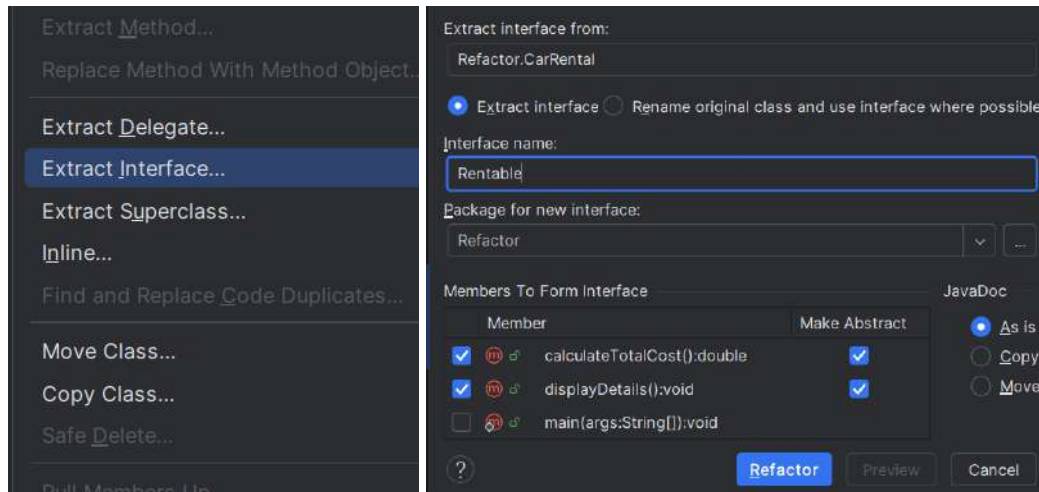 Extract Method...
Replace Method With Method Object..
Extract Delegate...
Extract Interface...
Extract Superclass...
Inline...
Find and Replace Code Duplicates...
Move Class...
Copy Class...
Safe Delete...
Pull Members Up
Extract interface from:
Refactor.CarRental
Extract interface Rename original class and use interface where possible
Interface name:
Rentable
Package for new interface:
Refactor
...
Members To Form Interface JavaDoc
Member Make Abstract As is
calculateTotalCost():double Copy
displayDetails():void Move
main(args:String[]):void
? Refactor Preview Cancel